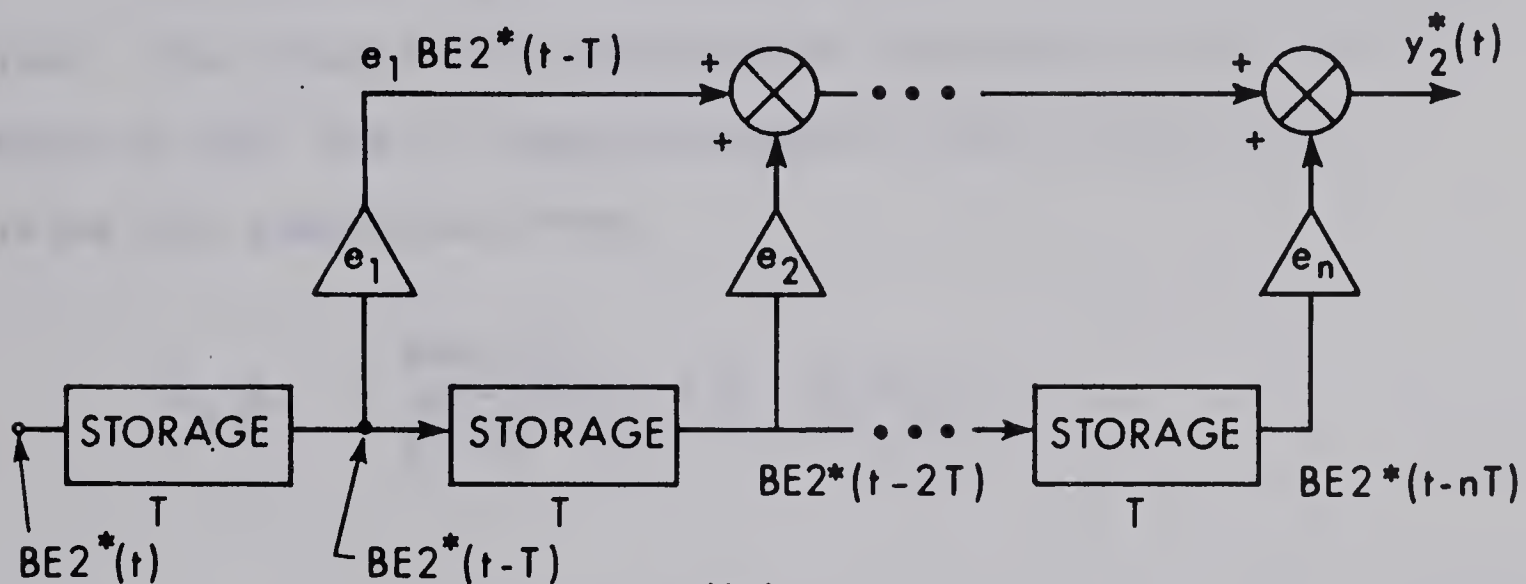 e₁ BE2*(t-T)
+
+
y₂*(t)
+
+
e₁
e₂
eₙ
STORAGE
STORAGE
STORAGE
T
T
T
BE2*(t-2T)
BE2*(t-nT)
BE2*(t)
BE2*(t-T)